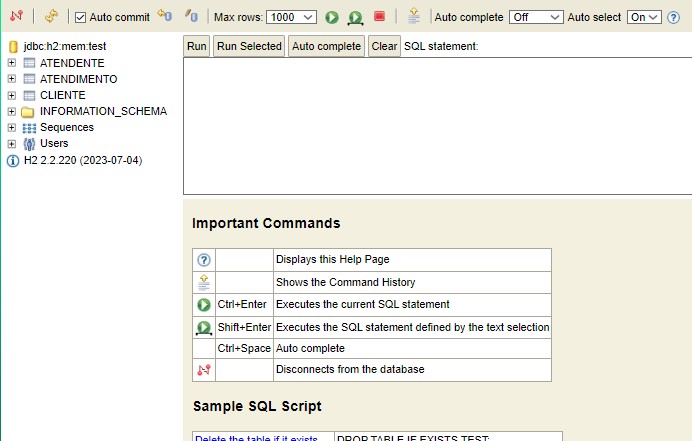 Auto commit Max rows: 1000 Auto complete Off Auto select On
jdbc:h2:mem:test
ATENDENTE
ATENDIMENTO
CLIENTE
INFORMATION_SCHEMA
Sequences
Users
H2 2.2.220 (2023-07-04)
Run Run Selected Auto complete Clear SQL statement:
Important Commands
Displays this Help Page
Shows the Command History
Ctrl+Enter Executes the current SQL statement
Shift+Enter Executes the SQL statement defined by the text selection
Ctrl+Space Auto complete
Disconnects from the database
Sample SQL Script
Delete the table if it exists DROP TABLE IF EXISTS TEST;